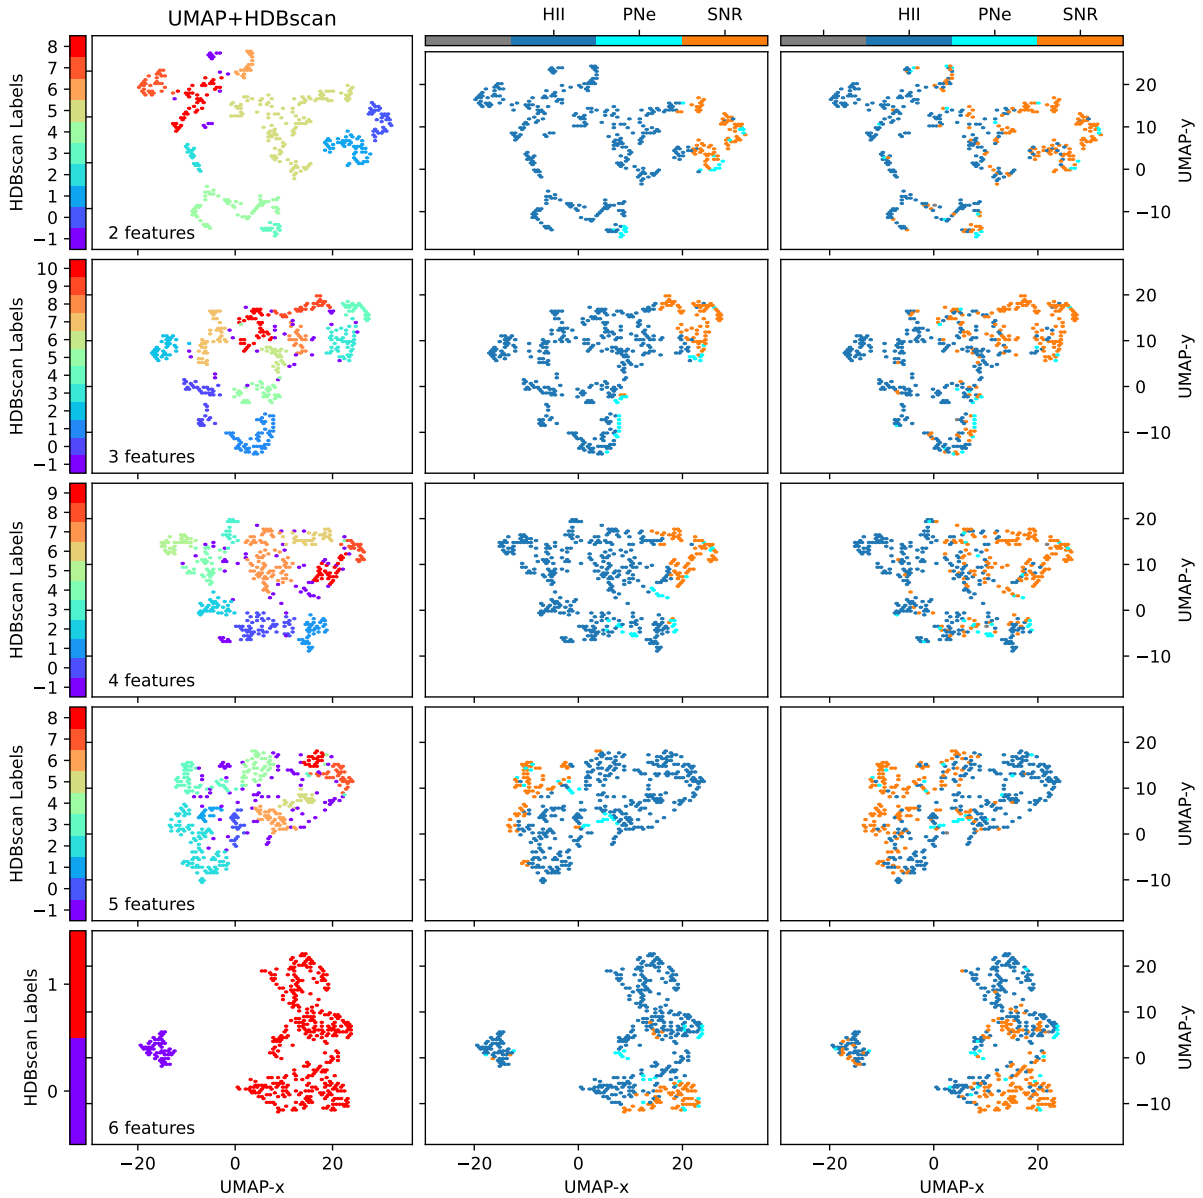 UMAP+HDBscan
HII PNe SNR
HII PNe SNR
HDBscan Labels
8
7
6
5
4
3
2
1
0
−1
2 features
20
10
0
−10
UMAP-y
HDBscan Labels
10
9
8
7
6
5
4
3
2
1
0
−1
3 features
20
10
0
−10
UMAP-y
HDBscan Labels
9
8
7
6
5
4
3
2
1
0
−1
4 features
20
10
0
−10
UMAP-y
HDBscan Labels
8
7
6
5
4
3
2
1
0
−1
5 features
20
10
0
−10
UMAP-y
HDBscan Labels
1
0
6 features
20
10
0
−10
UMAP-y
−20 0 20
−20 0 20
−20 0 20
UMAP-x
UMAP-x
UMAP-x